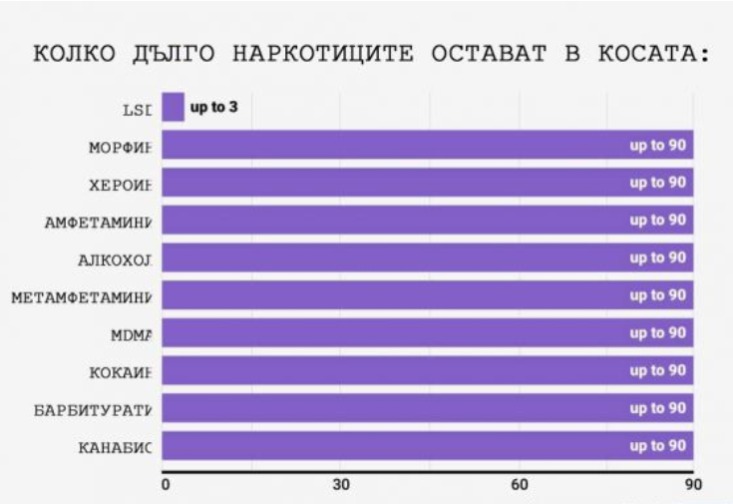 КОЛКО ДЪЛГО НАРКОТИЦИТЕ ОСТАВАТ В КОСАТА:
LSD up to 3
МОРФИН up to 90
ХЕРОИН up to 90
АМФЕТАМИНИ up to 90
АЛКОХОЛ up to 90
МЕТАМФЕТАМИНИ up to 90
MDMA up to 90
КОКАИН up to 90
БАРБИТУРАТИ up to 90
КАНАБИС up to 90
0 30 60 90